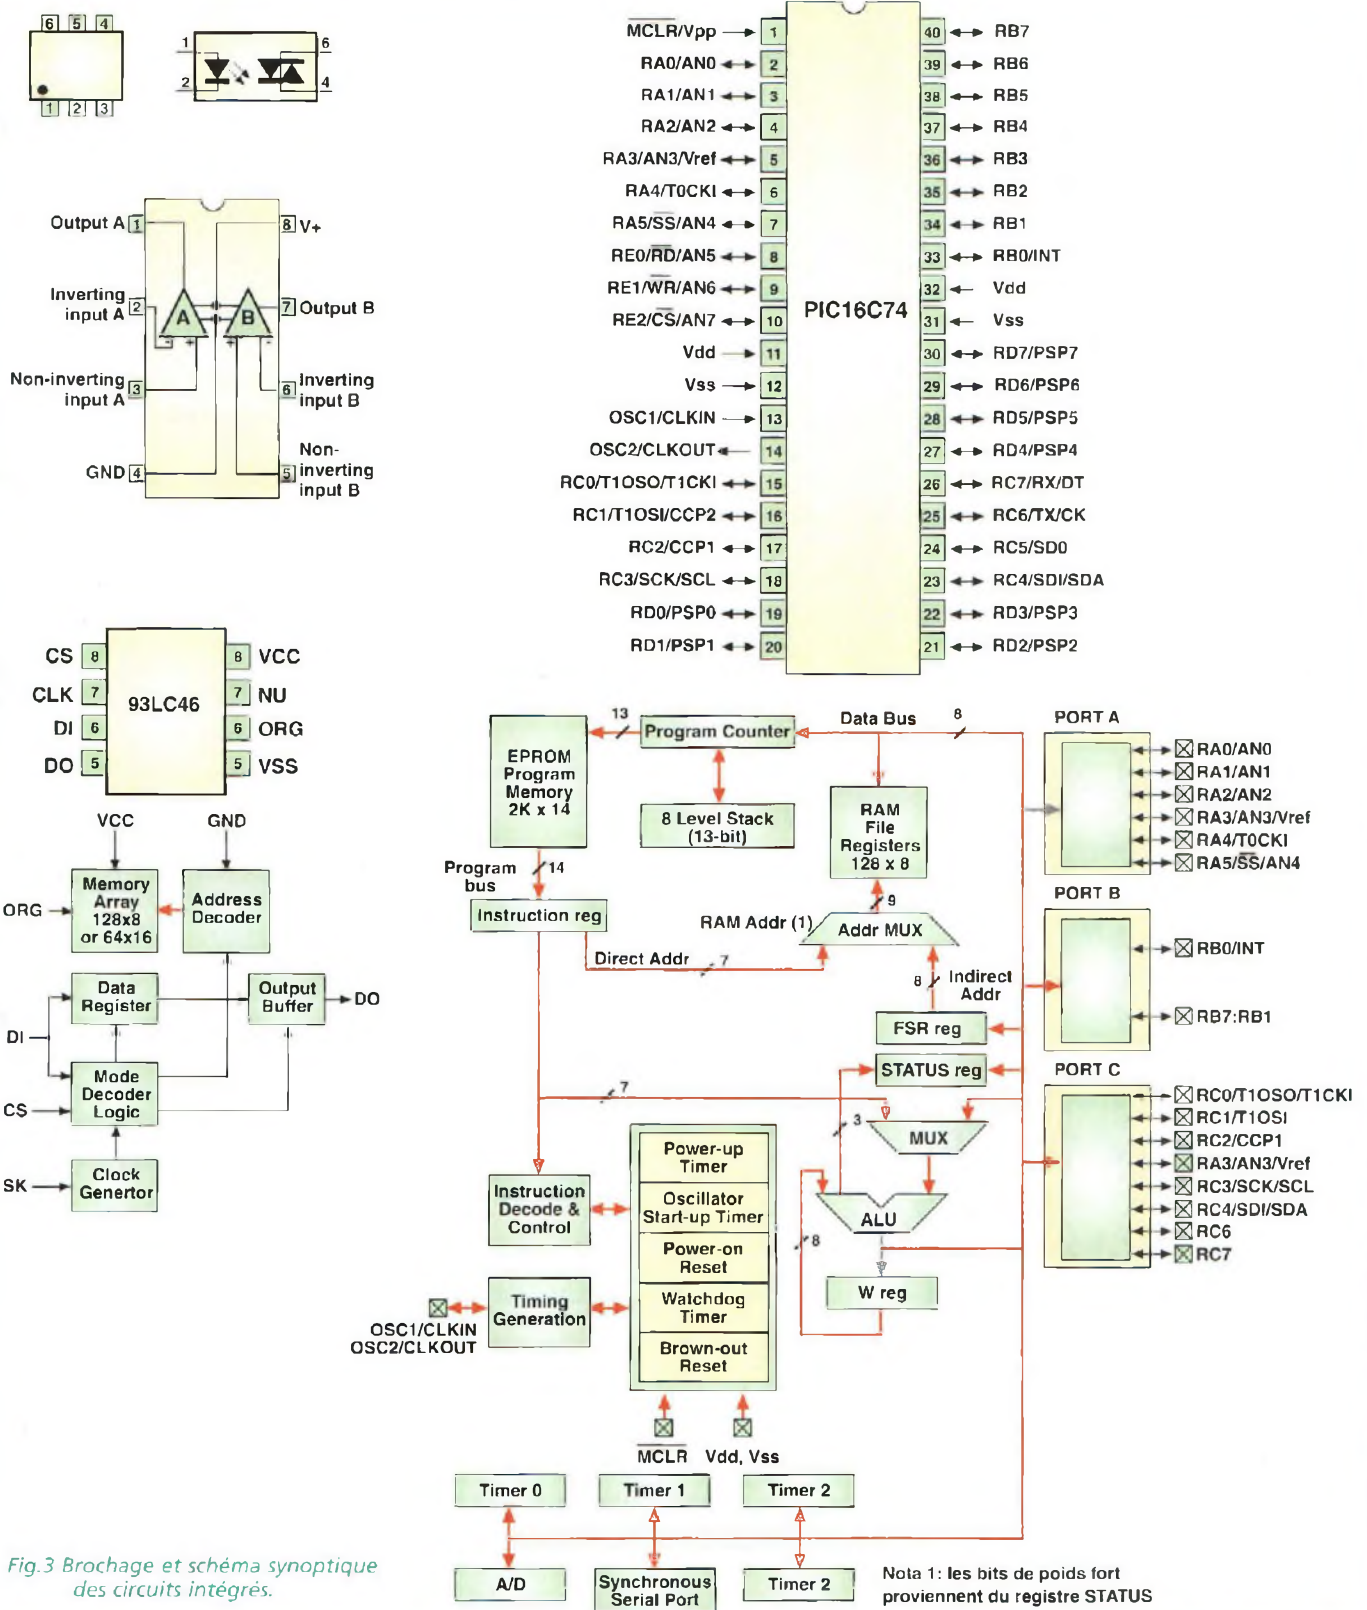 6 5 4
1 2 3
1 6
2 4
Output A 1
8 V+
Inverting
input A 2
7 Output B
A B
- + + -
Non-inverting
input A 3
6 Inverting
input B
GND 4
5 Non-
inverting
input B
MCLR/Vpp 1
RA0/AN0 2
RA1/AN1 3
RA2/AN2 4
RA3/AN3/Vref 5
RA4/T0CKI 6
RA5/SS/AN4 7
RE0/RD/AN5 8
RE1/WR/AN6 9
RE2/CS/AN7 10
Vdd 11
Vss 12
OSC1/CLKIN 13
OSC2/CLKOUT 14
RC0/T1OSO/T1CKI 15
RC1/T1OSI/CCP2 16
RC2/CCP1 17
RC3/SCK/SCL 18
RD0/PSP0 19
RD1/PSP1 20
PIC16C74
40 RB7
39 RB6
38 RB5
37 RB4
36 RB3
35 RB2
34 RB1
33 RB0/INT
32 Vdd
31 Vss
30 RD7/PSP7
29 RD6/PSP6
28 RD5/PSP5
27 RD4/PSP4
26 RC7/RX/DT
25 RC6/TX/CK
24 RC5/SD0
23 RC4/SDI/SDA
22 RD3/PSP3
21 RD2/PSP2
CS 8
CLK 7
DI 6
DO 5
93LC46
8 VCC
7 NU
6 ORG
5 VSS
VCC GND
ORG
Memory
Array
128x8
or 64x16
Address
Decoder
Data
Register
Output
Buffer
DO
DI
Mode
Decoder
Logic
CS
Clock
Genertor
SK
EPROM
Program
Memory
2K x 14
13
Program Counter
Data Bus
8
8 Level Stack
(13-bit)
RAM
File
Registers
128 x 8
Program
bus
14
Instruction reg
9
RAM Addr (1)
Addr MUX
Direct Addr
7
8
Indirect
Addr
FSR reg
STATUS reg
7
3
MUX
ALU
8
W reg
Instruction
Decode &
Control
Timing
Generation
OSC1/CLKIN
OSC2/CLKOUT
Power-up
Timer
Oscillator
Start-up Timer
Power-on
Reset
Watchdog
Timer
Brown-out
Reset
MCLR Vdd, Vss
Timer 0
Timer 1
Timer 2
A/D
Synchronous
Serial Port
Timer 2
PORT A
RA0/AN0
RA1/AN1
RA2/AN2
RA3/AN3/Vref
RA4/T0CKI
RA5/SS/AN4
PORT B
RB0/INT
RB7:RB1
PORT C
RC0/T1OSO/T1CKI
RC1/T1OSI
RC2/CCP1
RA3/AN3/Vref
RC3/SCK/SCL
RC4/SDI/SDA
RC6
RC7
Nota 1: les bits de poids fort
proviennent du registre STATUS
Fig.3 Brochage et schéma synoptique
des circuits intégrés.